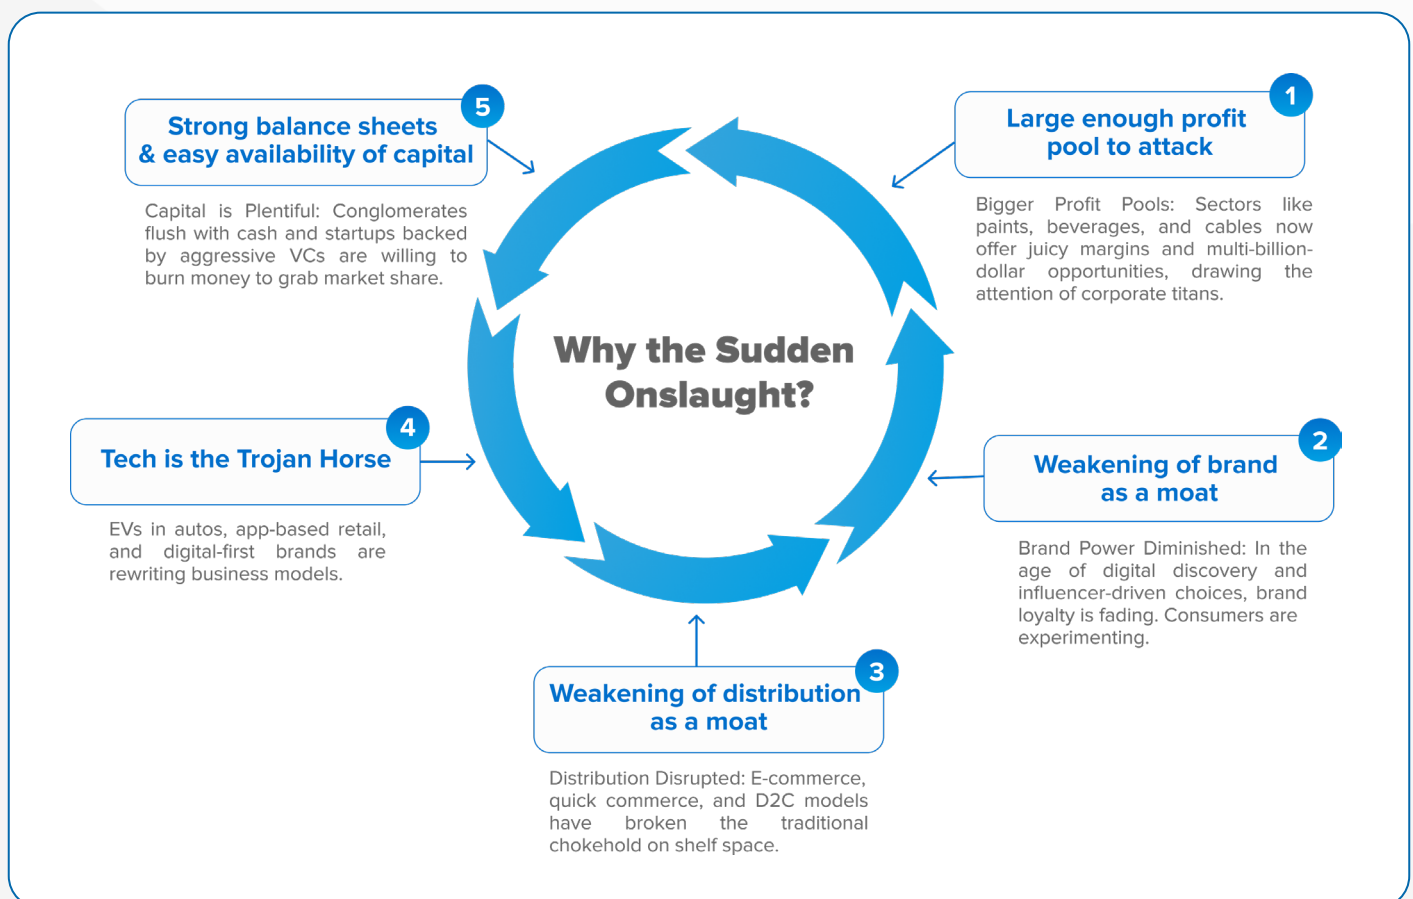 1
Large enough profit
pool to attack
Bigger Profit Pools: Sectors like
paints, beverages, and cables now
offer juicy margins and multi-billion-
dollar opportunities, drawing the
attention of corporate titans.
2
Weakening of brand
as a moat
Brand Power Diminished: In the
age of digital discovery and
influencer-driven choices, brand
loyalty is fading. Consumers are
experimenting.
3
Weakening of distribution
as a moat
Distribution Disrupted: E-commerce,
quick commerce, and D2C models
have broken the traditional
chokehold on shelf space.
4
Tech is the Trojan Horse
EVs in autos, app-based retail,
and digital-first brands are
rewriting business models.
5
Strong balance sheets
& easy availability of capital
Capital is Plentiful: Conglomerates
flush with cash and startups backed
by aggressive VCs are willing to
burn money to grab market share.
Why the Sudden
Onslaught?